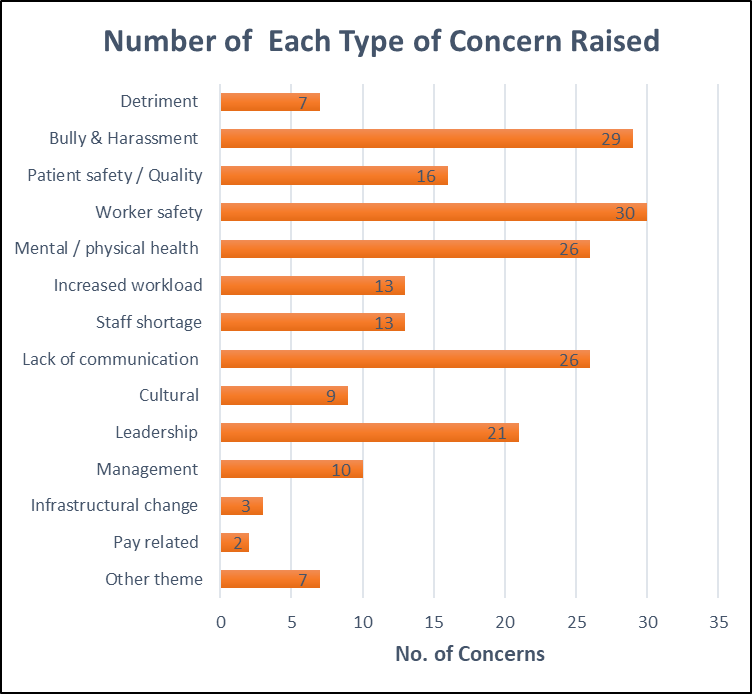 Number of  Each Type of Concern Raised
Detriment 7
Bully & Harassment 29
Patient safety / Quality 16
Worker safety 30
Mental / physical health 26
Increased workload 13
Staff shortage 13
Lack of communication 26
Cultural 9
Leadership 21
Management 10
Infrastructural change 3
Pay related 2
Other theme 7
0 5 10 15 20 25 30 35
No. of Concerns